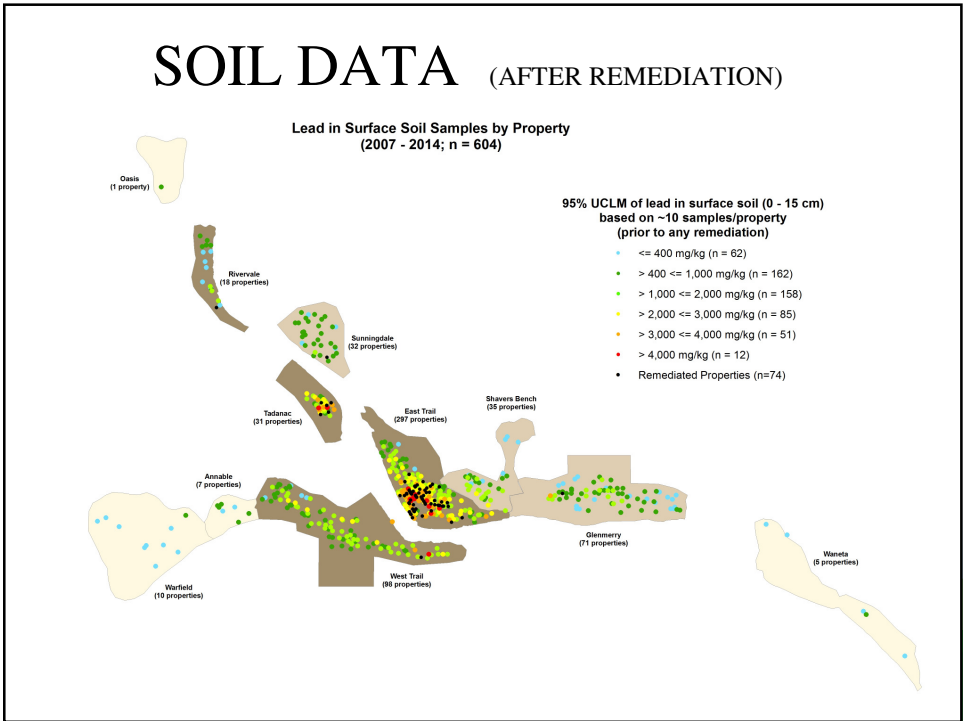 SOIL DATA (AFTER REMEDIATION)
Lead in Surface Soil Samples by Property
(2007 - 2014; n = 604)
Oasis
(1 property)
95% UCLM of lead in surface soil (0 - 15 cm)
based on ~10 samples/property
(prior to any remediation)
<= 400 mg/kg (n = 62)
> 400 <= 1,000 mg/kg (n = 162)
> 1,000 <= 2,000 mg/kg (n = 158)
> 2,000 <= 3,000 mg/kg (n = 85)
> 3,000 <= 4,000 mg/kg (n = 51)
> 4,000 mg/kg (n = 12)
Remediated Properties (n=74)
Rivervale
(18 properties)
Sunningdale
(32 properties)
Tadanac
(31 properties)
East Trail
(297 properties)
Shavers Bench
(35 properties)
Annable
(7 properties)
Glenmerry
(71 properties)
Waneta
(5 properties)
West Trail
(98 properties)
Warfield
(10 properties)